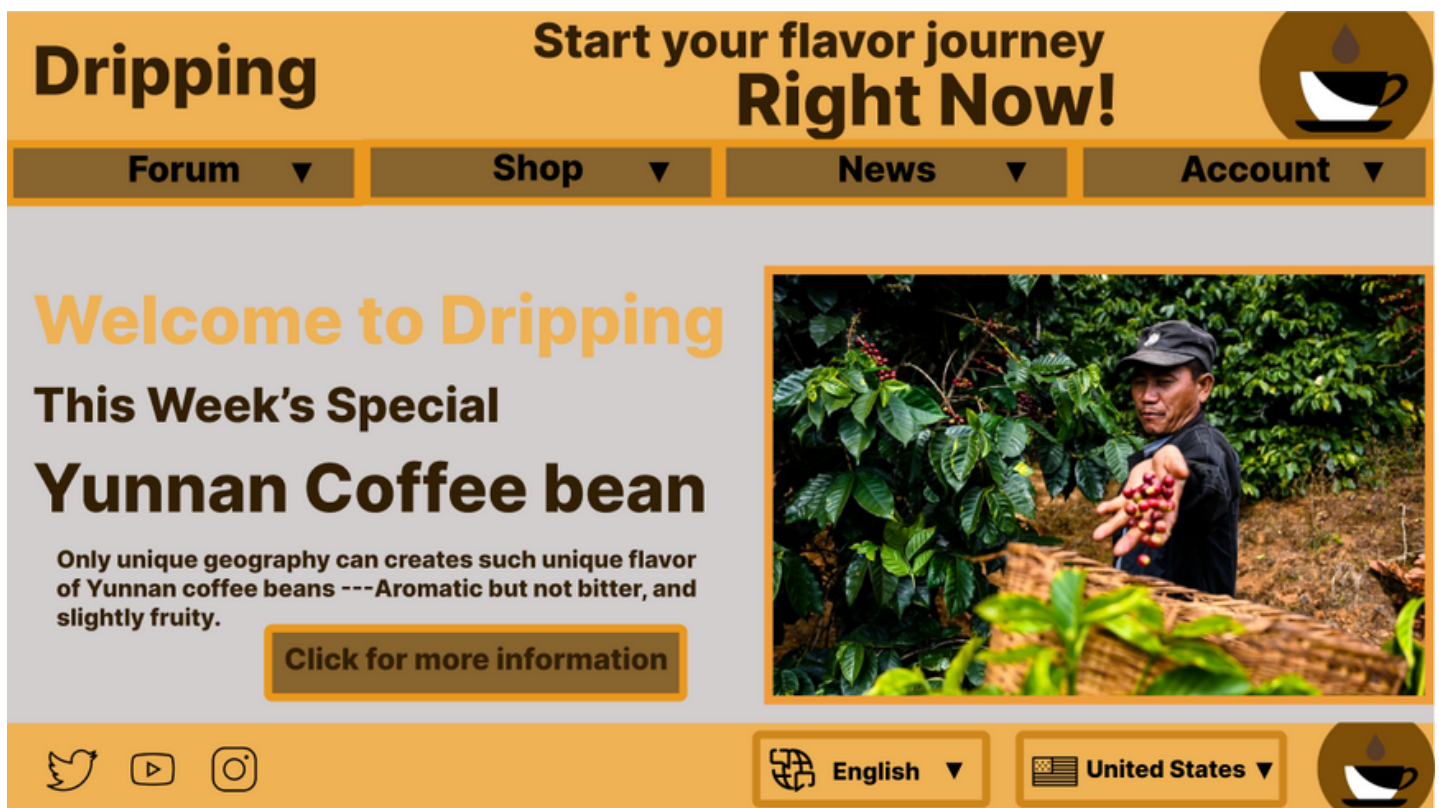 Dripping
Start your flavor journey
Right Now!
Forum ▼
Shop ▼
News ▼
Account ▼
Welcome to Dripping
This Week’s Special
Yunnan Coffee bean
Only unique geography can creates such unique flavor
of Yunnan coffee beans ---Aromatic but not bitter, and
slightly fruity.
Click for more information
English ▼
United States ▼